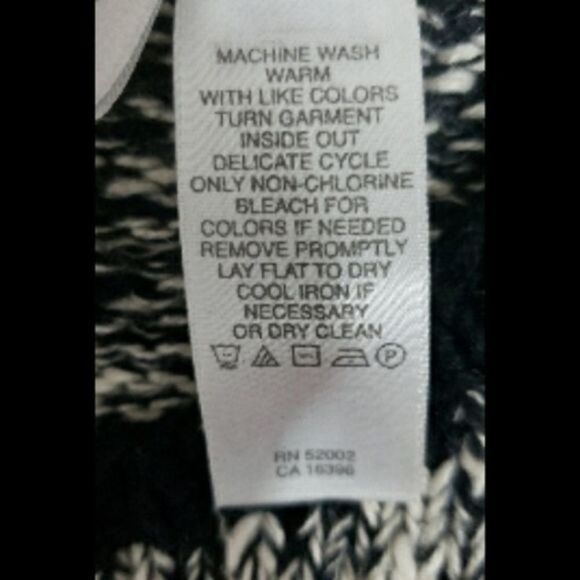 MACHINE WASH
WARM
WITH LIKE COLORS
TURN GARMENT
INSIDE OUT
DELICATE CYCLE
ONLY NON-CHLORINE
BLEACH FOR
COLORS IF NEEDED
REMOVE PROMPTLY
LAY FLAT TO DRY
COOL IRON IF
NECESSARY
OR DRY CLEAN
P
RN 52002
CA 16396